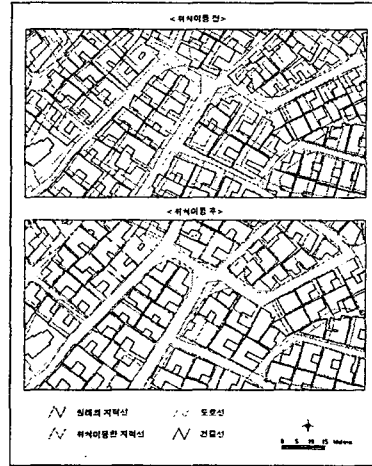 <위치이동 전>
<위치이동 후>
원래의 지적선
도로선
위치이동한 지적선
건물선
0 5 10 15 Meters